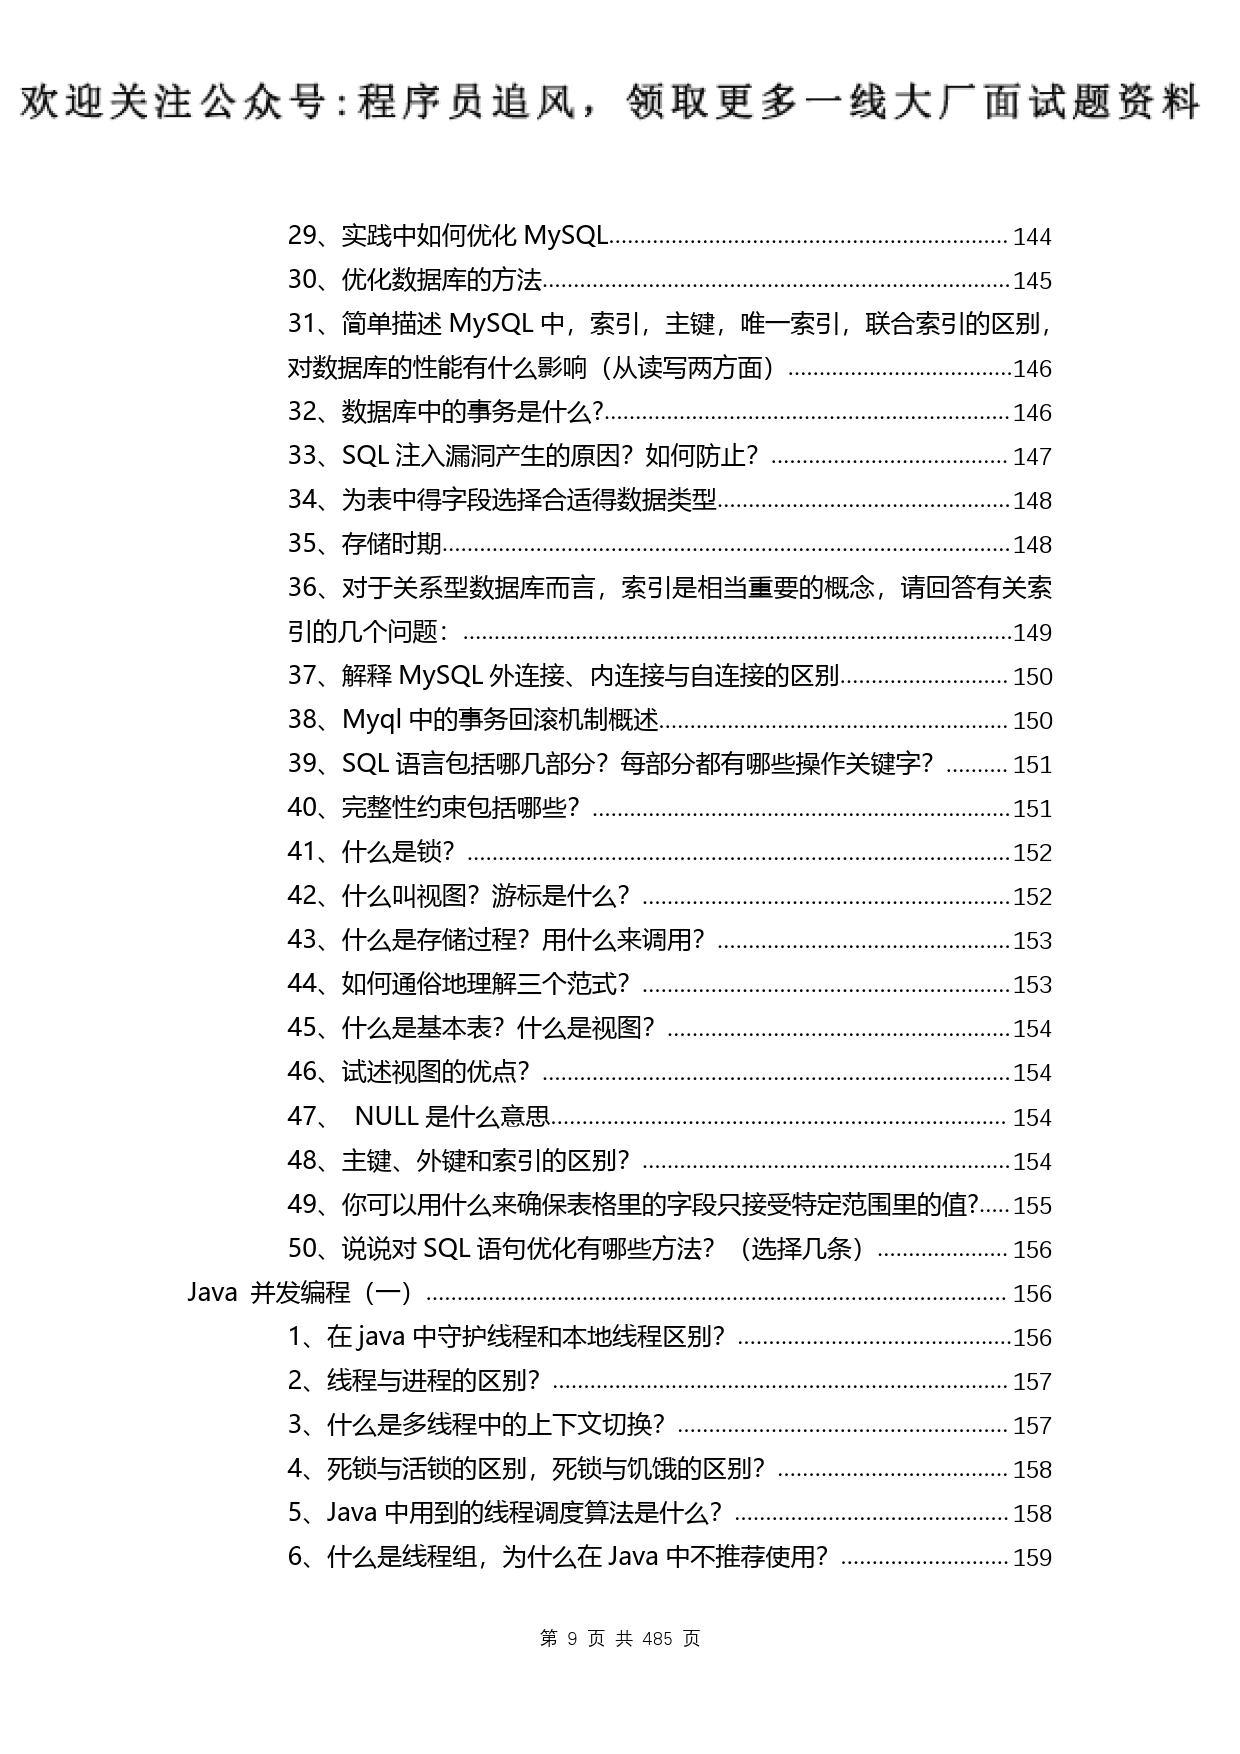 欢迎关注公众号:程序员追风，领取更多一线大厂面试题资料
29、实践中如何优化 MySQL.......... 144
30、优化数据库的方法.......... 145
31、简单描述 MySQL 中，索引，主键，唯一索引，联合索引的区别，
对数据库的性能有什么影响（从读写两方面）.......... 146
32、数据库中的事务是什么?.......... 146
33、SQL 注入漏洞产生的原因？如何防止？.......... 147
34、为表中得字段选择合适得数据类型.......... 148
35、存储时期.......... 148
36、对于关系型数据库而言，索引是相当重要的概念，请回答有关索
引的几个问题：.......... 149
37、解释 MySQL 外连接、内连接与自连接的区别.......... 150
38、Myql 中的事务回滚机制概述.......... 150
39、SQL 语言包括哪几部分？每部分都有哪些操作关键字？.......... 151
40、完整性约束包括哪些？.......... 151
41、什么是锁？.......... 152
42、什么叫视图？游标是什么？.......... 152
43、什么是存储过程？用什么来调用？.......... 153
44、如何通俗地理解三个范式？.......... 153
45、什么是基本表？什么是视图？.......... 154
46、试述视图的优点？.......... 154
47、 NULL 是什么意思.......... 154
48、主键、外键和索引的区别？.......... 154
49、你可以用什么来确保表格里的字段只接受特定范围里的值?..... 155
50、说说对 SQL 语句优化有哪些方法？（选择几条）.......... 156
Java 并发编程（一）.......... 156
1、在 java 中守护线程和本地线程区别？.......... 156
2、线程与进程的区别？.......... 157
3、什么是多线程中的上下文切换？.......... 157
4、死锁与活锁的区别，死锁与饥饿的区别？.......... 158
5、Java 中用到的线程调度算法是什么？.......... 158
6、什么是线程组，为什么在 Java 中不推荐使用？.......... 159
第 9 页 共 485 页